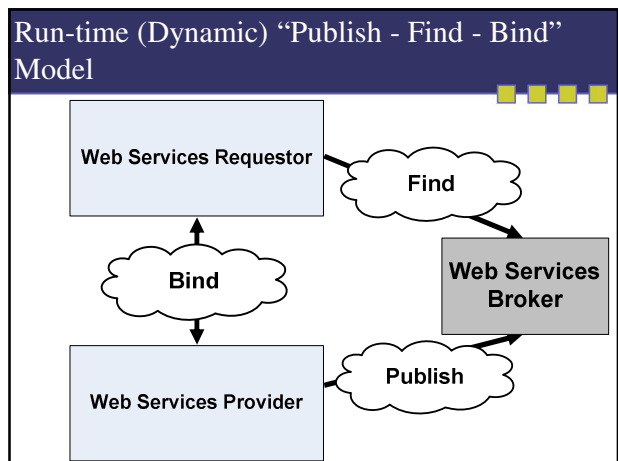 Run-time (Dynamic) “Publish - Find - Bind”
Model
Web Services Requestor
Find
Web Services
Broker
Bind
Publish
Web Services Provider